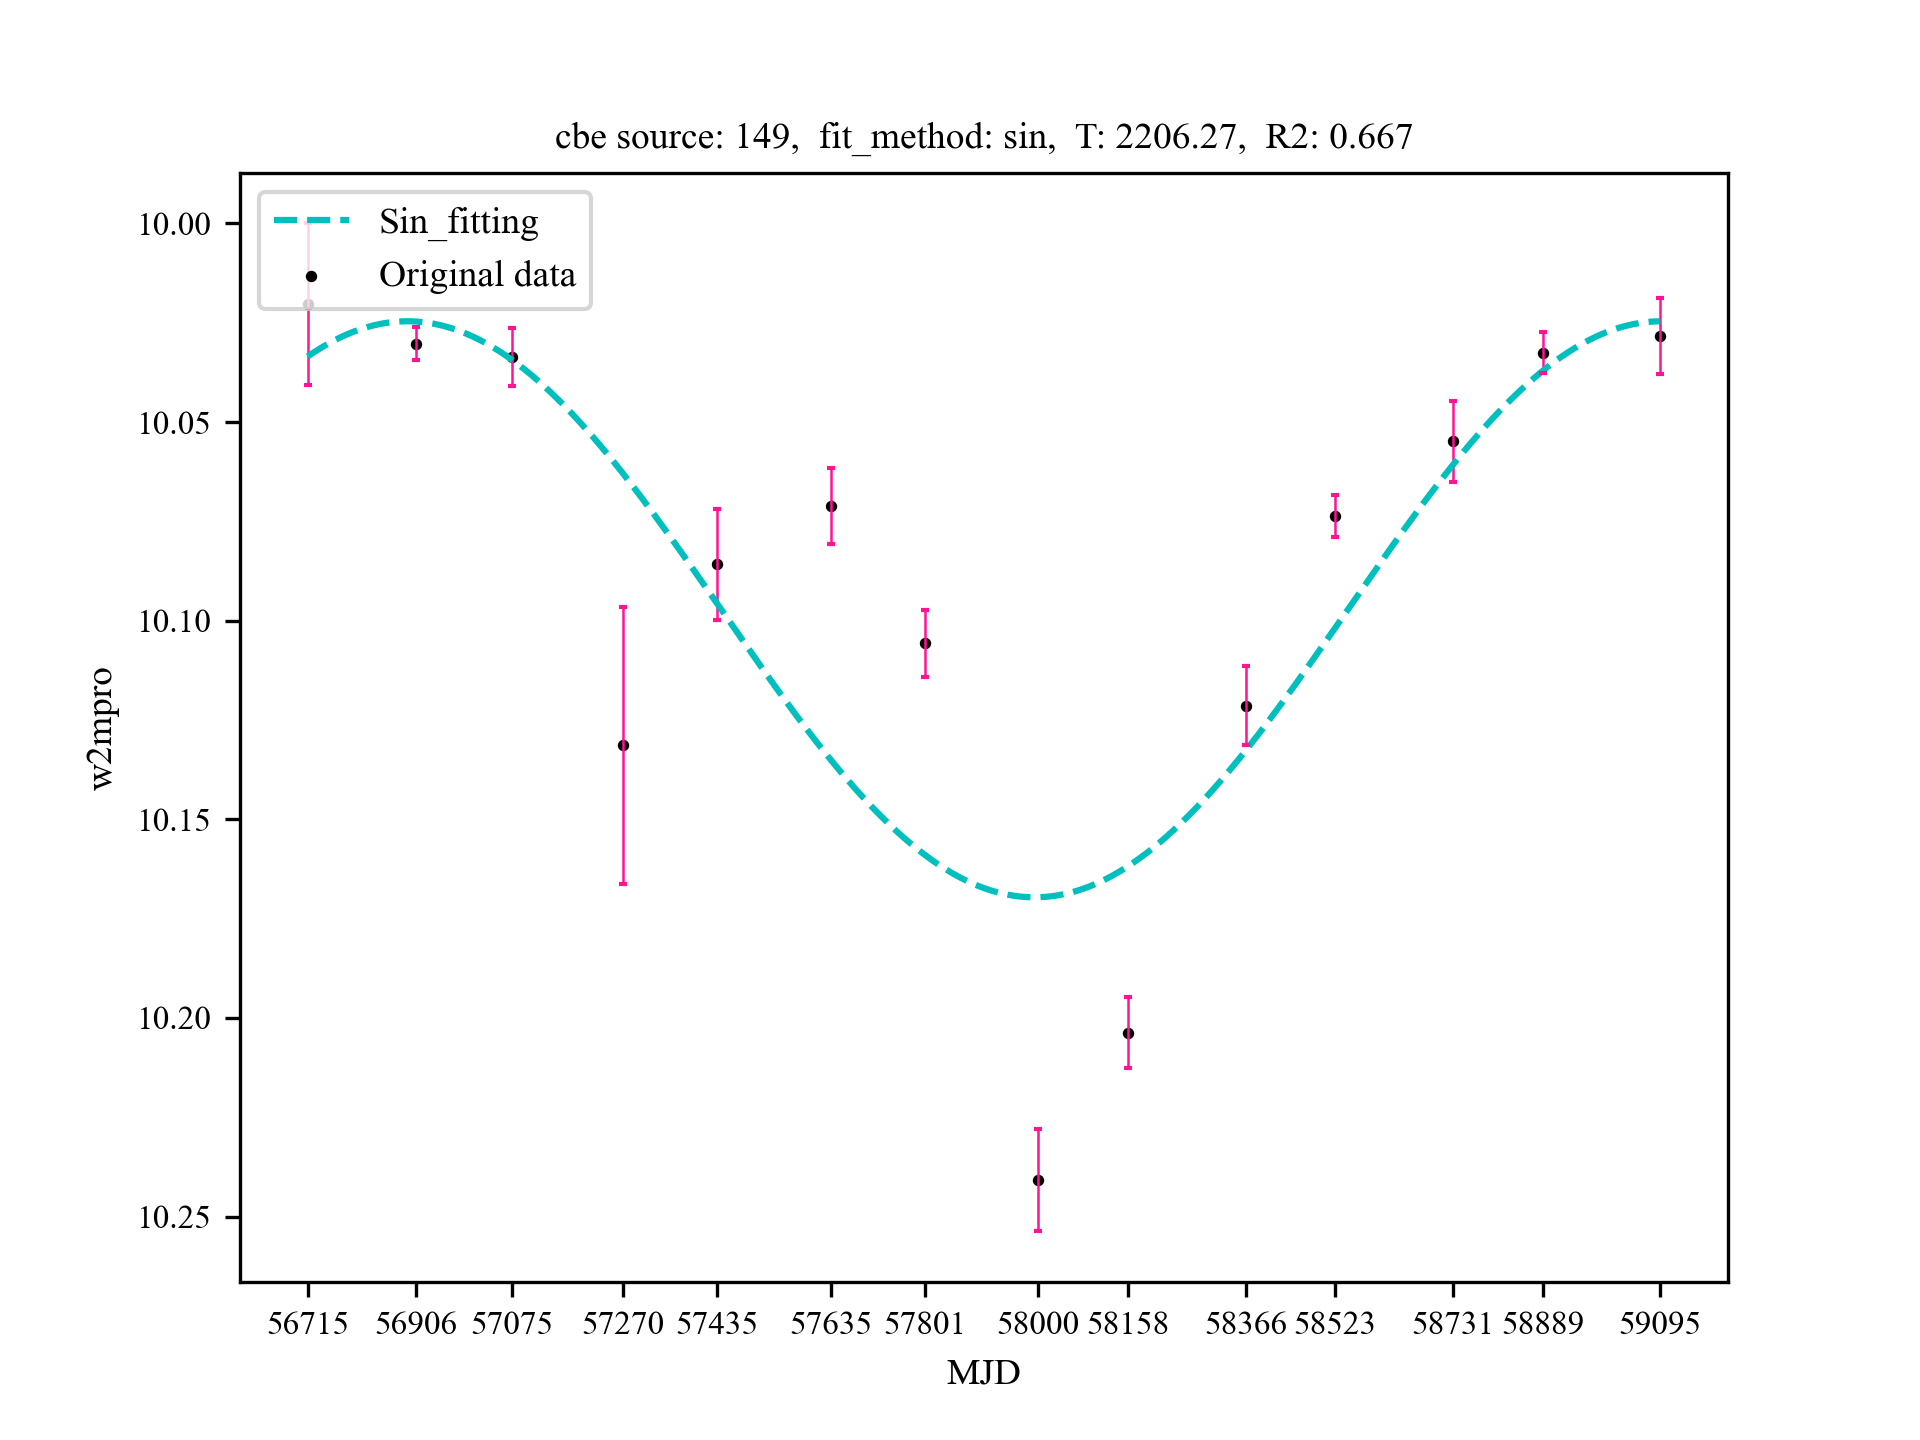 cbe source: 149,  fit_method: sin,  T: 2206.27,  R2: 0.667
Sin_fitting
Original data
10.00
10.05
10.10
10.15
10.20
10.25
w2mpro
56715 56906 57075 57270 57435 57635 57801 58000 58158 58366 58523 58731 58889 59095
MJD